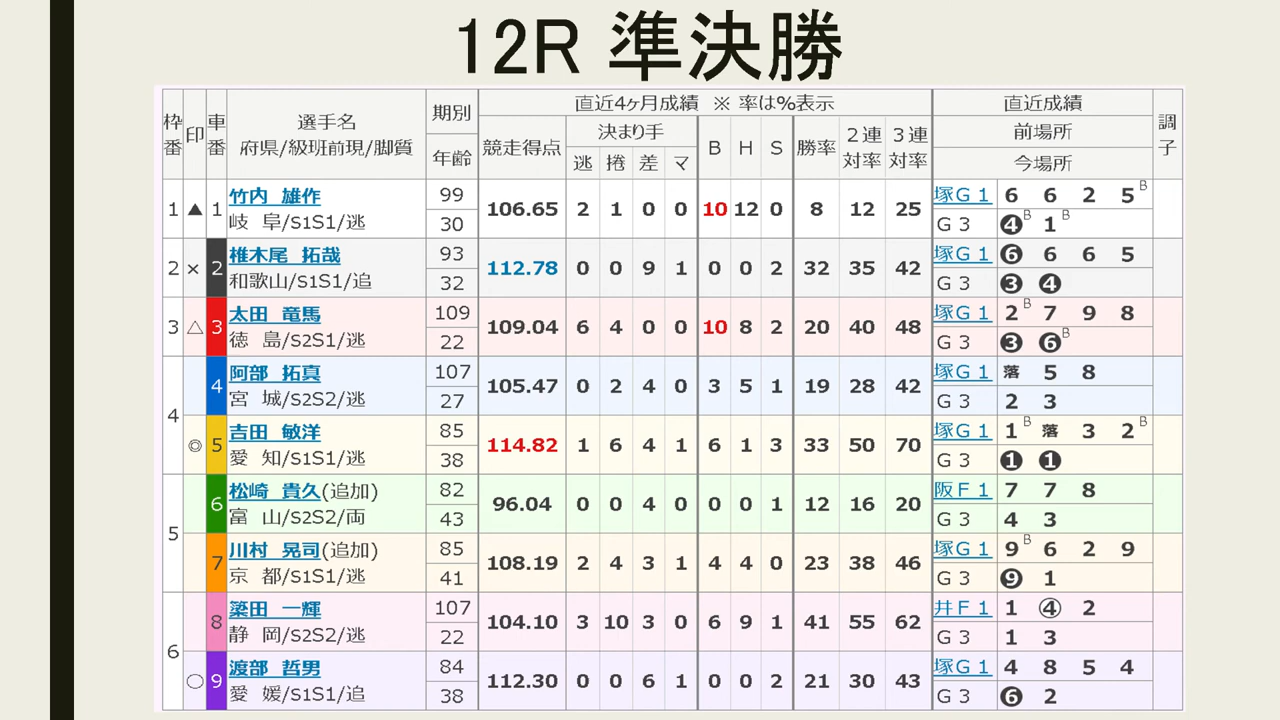 12R 準決勝
枠番 印 車番 選手名 期別 直近4ヶ月成績 ※ 率は%表示 直近成績 調子
府県/級班前現/脚質 年齢 競走得点 決まり手 B H S 勝率 2連対率 3連対率 前場所
逃 捲 差 マ 今場所
1 ▲ 1 竹内 雄作 99 106.65 2 1 0 0 10 12 0 8 12 25 塚G1 6 6 2 5B
岐 阜/S1S1/逃 30 G3 ❹B 1B
2 × 2 椎木尾 拓哉 93 112.78 0 0 9 1 0 0 2 32 35 42 塚G1 ❻ 6 6 5
和歌山/S1S1/追 32 G3 ❸ ❹
3 △ 3 太田 竜馬 109 109.04 6 4 0 0 10 8 2 20 40 48 塚G1 2B 7 9 8
徳 島/S2S1/逃 22 G3 ❸ ❻B
4 4 阿部 拓真 107 105.47 0 2 4 0 3 5 1 19 28 42 塚G1 落 5 8
宮 城/S2S2/逃 27 G3 2 3
◎ 5 吉田 敏洋 85 114.82 1 6 4 1 6 1 3 33 50 70 塚G1 1B 落 3 2B
愛 知/S1S1/逃 38 G3 ❶ ❶
5 6 松崎 貴久(追加) 82 96.04 0 0 4 0 0 0 1 12 16 20 阪F1 7 7 8
富 山/S2S2/両 43 G3 4 3
7 川村 晃司(追加) 85 108.19 2 4 3 1 4 4 0 23 38 46 塚G1 9B 6 2 9
京 都/S1S1/逃 41 G3 ❾ 1
6 8 簗田 一輝 107 104.10 3 10 3 0 6 9 1 41 55 62 井F1 1 ④ 2
静 岡/S2S2/逃 22 G3 1 3
○ 9 渡部 哲男 84 112.30 0 0 6 1 0 0 2 21 30 43 塚G1 4 8 5 4
愛 媛/S1S1/追 38 G3 ❻ 2